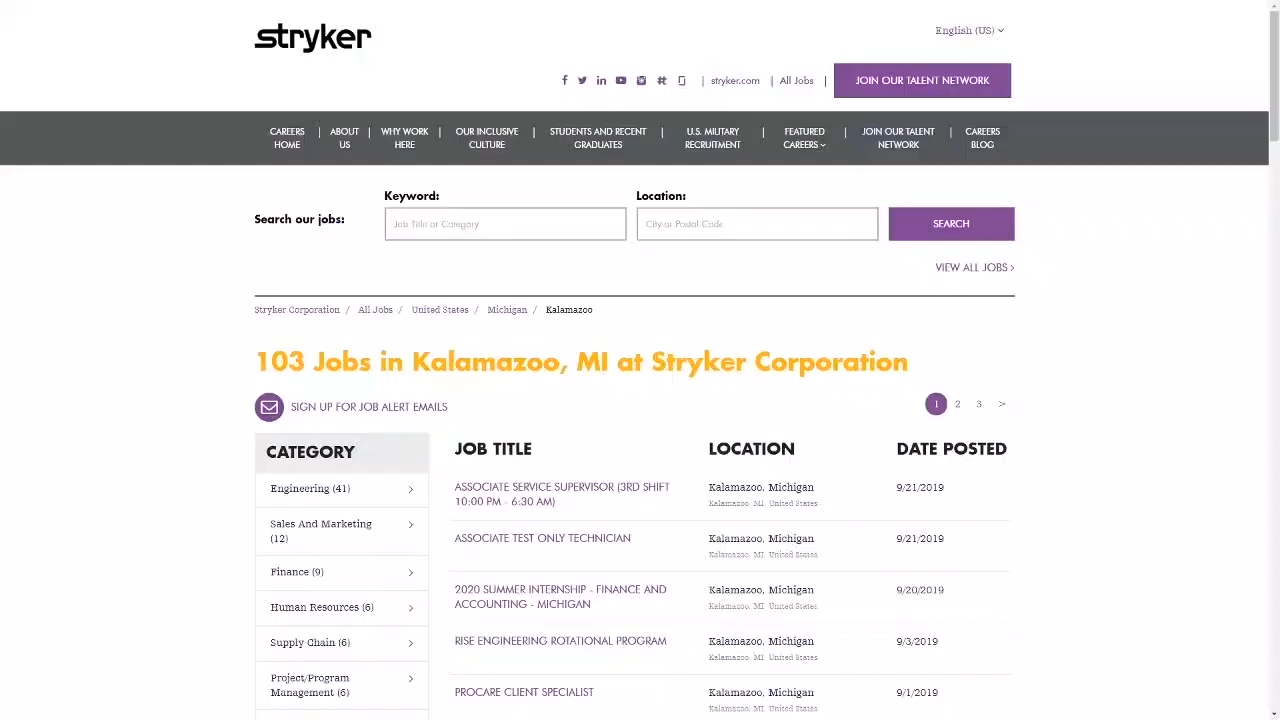 stryker
English (US)
stryker.com | All Jobs |
JOIN OUR TALENT NETWORK
CAREERS HOME | ABOUT US | WHY WORK HERE | OUR INCLUSIVE CULTURE | STUDENTS AND RECENT GRADUATES | U.S. MILITARY RECRUITMENT | FEATURED CAREERS | JOIN OUR TALENT NETWORK | CAREERS BLOG
Search our jobs:
Keyword:
Job Title or Category
Location:
City or Postal Code
SEARCH
VIEW ALL JOBS >
Stryker Corporation / All Jobs / United States / Michigan / Kalamazoo
103 Jobs in Kalamazoo, MI at Stryker Corporation
SIGN UP FOR JOB ALERT EMAILS
1 2 3 >
CATEGORY
Engineering (41)
Sales And Marketing
(12)
Finance (9)
Human Resources (6)
Supply Chain (6)
Project/Program
Management (6)
JOB TITLE LOCATION DATE POSTED
ASSOCIATE SERVICE SUPERVISOR (3RD SHIFT
10:00 PM - 6:30 AM)
Kalamazoo, Michigan
Kalamazoo, MI United States
9/21/2019
ASSOCIATE TEST ONLY TECHNICIAN
Kalamazoo, Michigan
Kalamazoo, MI United States
9/21/2019
2020 SUMMER INTERNSHIP - FINANCE AND
ACCOUNTING - MICHIGAN
Kalamazoo, Michigan
Kalamazoo, MI United States
9/20/2019
RISE ENGINEERING ROTATIONAL PROGRAM
Kalamazoo, Michigan
Kalamazoo, MI United States
9/3/2019
PROCARE CLIENT SPECIALIST
Kalamazoo, Michigan
Kalamazoo, MI United States
9/1/2019